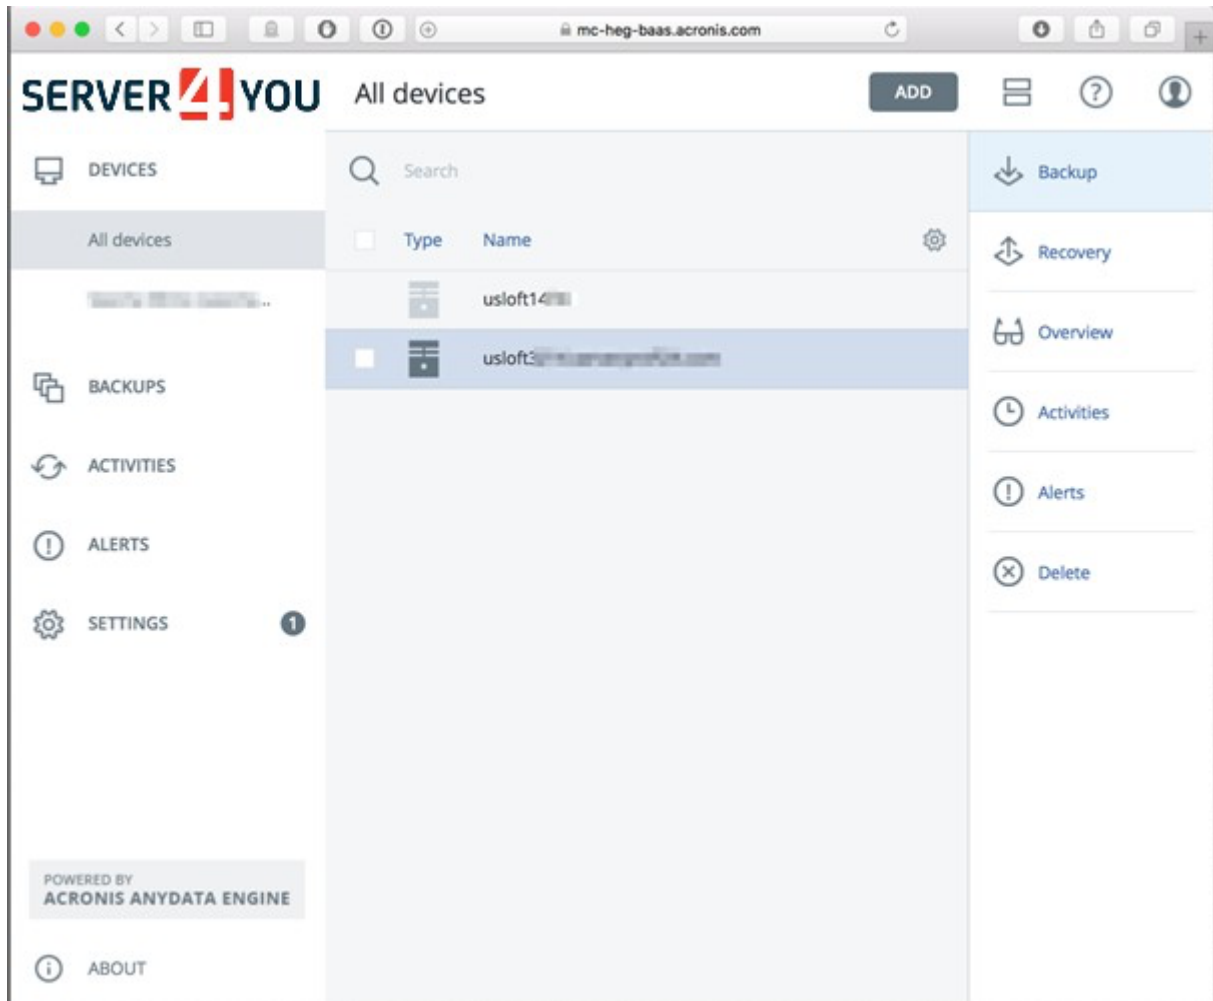 mc-heg-baas.acronis.com
SERVER4YOU
All devices
ADD
DEVICES
All devices
BACKUPS
ACTIVITIES
ALERTS
SETTINGS
1
POWERED BY
ACRONIS ANYDATA ENGINE
ABOUT
Search
Type Name
usloft14
usloft3
Backup
Recovery
Overview
Activities
Alerts
Delete